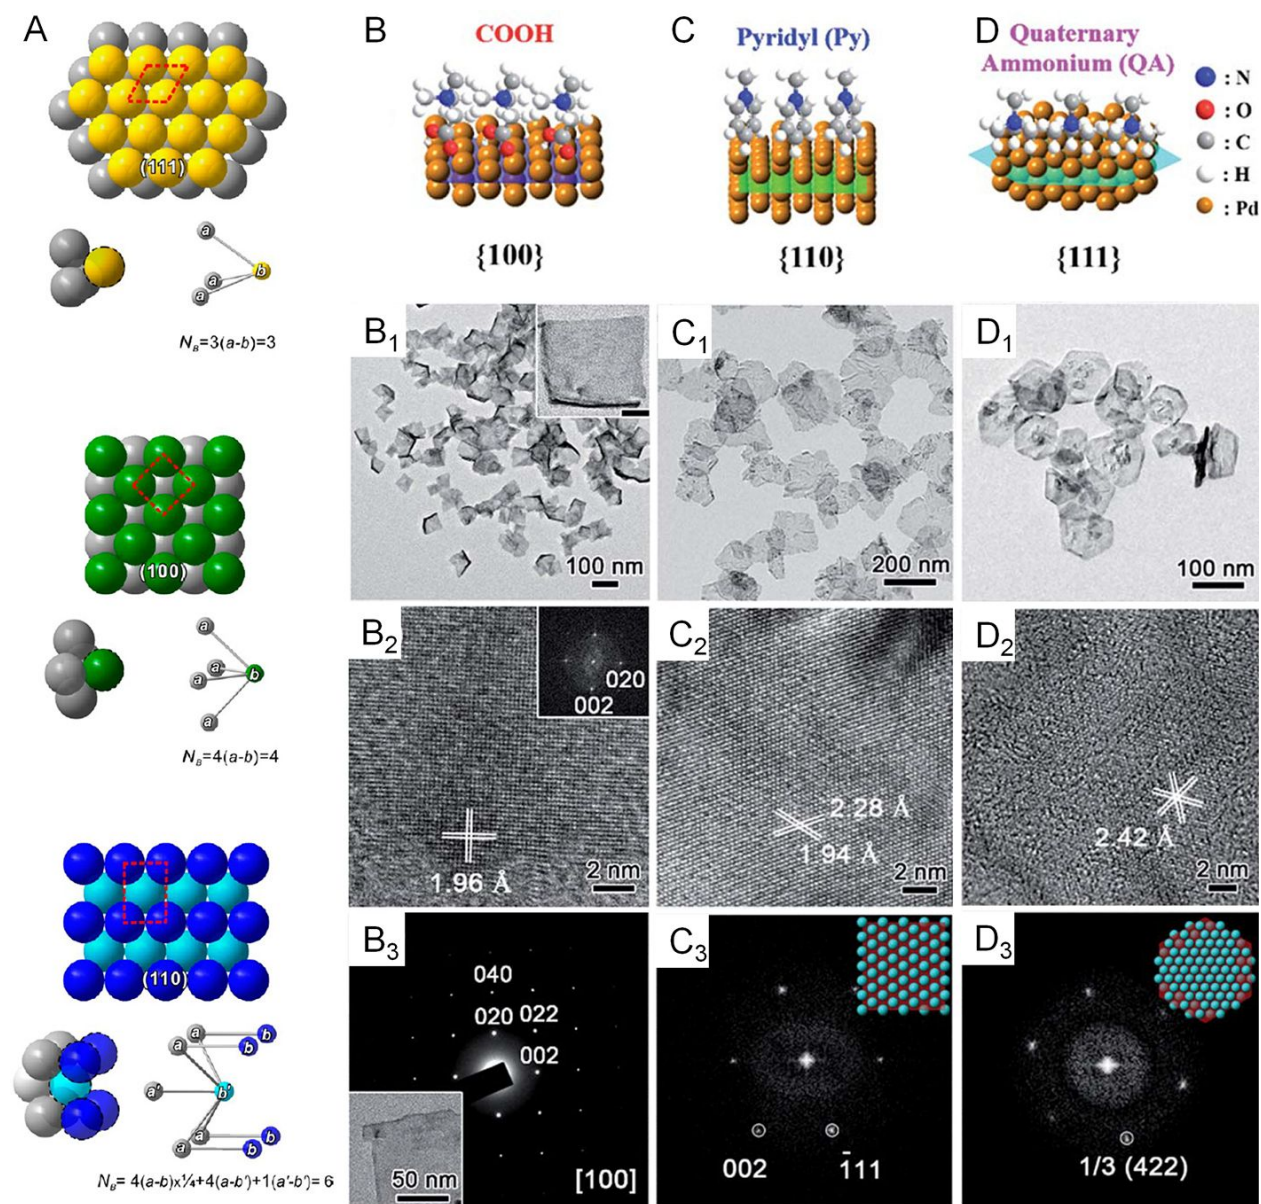 A
(111)
a
b
a
a
N_B=3(a-b)=3
(100)
a
a
b
a
a
N_B=4(a-b)=4
(110)
a
b
a
b
a'
b'
a
b
a
b
N_B= 4(a-b)x¼+4(a-b')+1(a'-b')= 6
B
COOH
{100}
C
Pyridyl (Py)
{110}
D
Quaternary
Ammonium (QA)
{111}
: N
: O
: C
: H
: Pd
B1
100 nm
C1
200 nm
D1
100 nm
B2
020
002
1.96 Å
2 nm
C2
2.28 Å
1.94 Å
2 nm
D2
2.42 Å
2 nm
B3
040
020 022
002
50 nm
[100]
C3
002
1̄11
D3
1/3 (422)